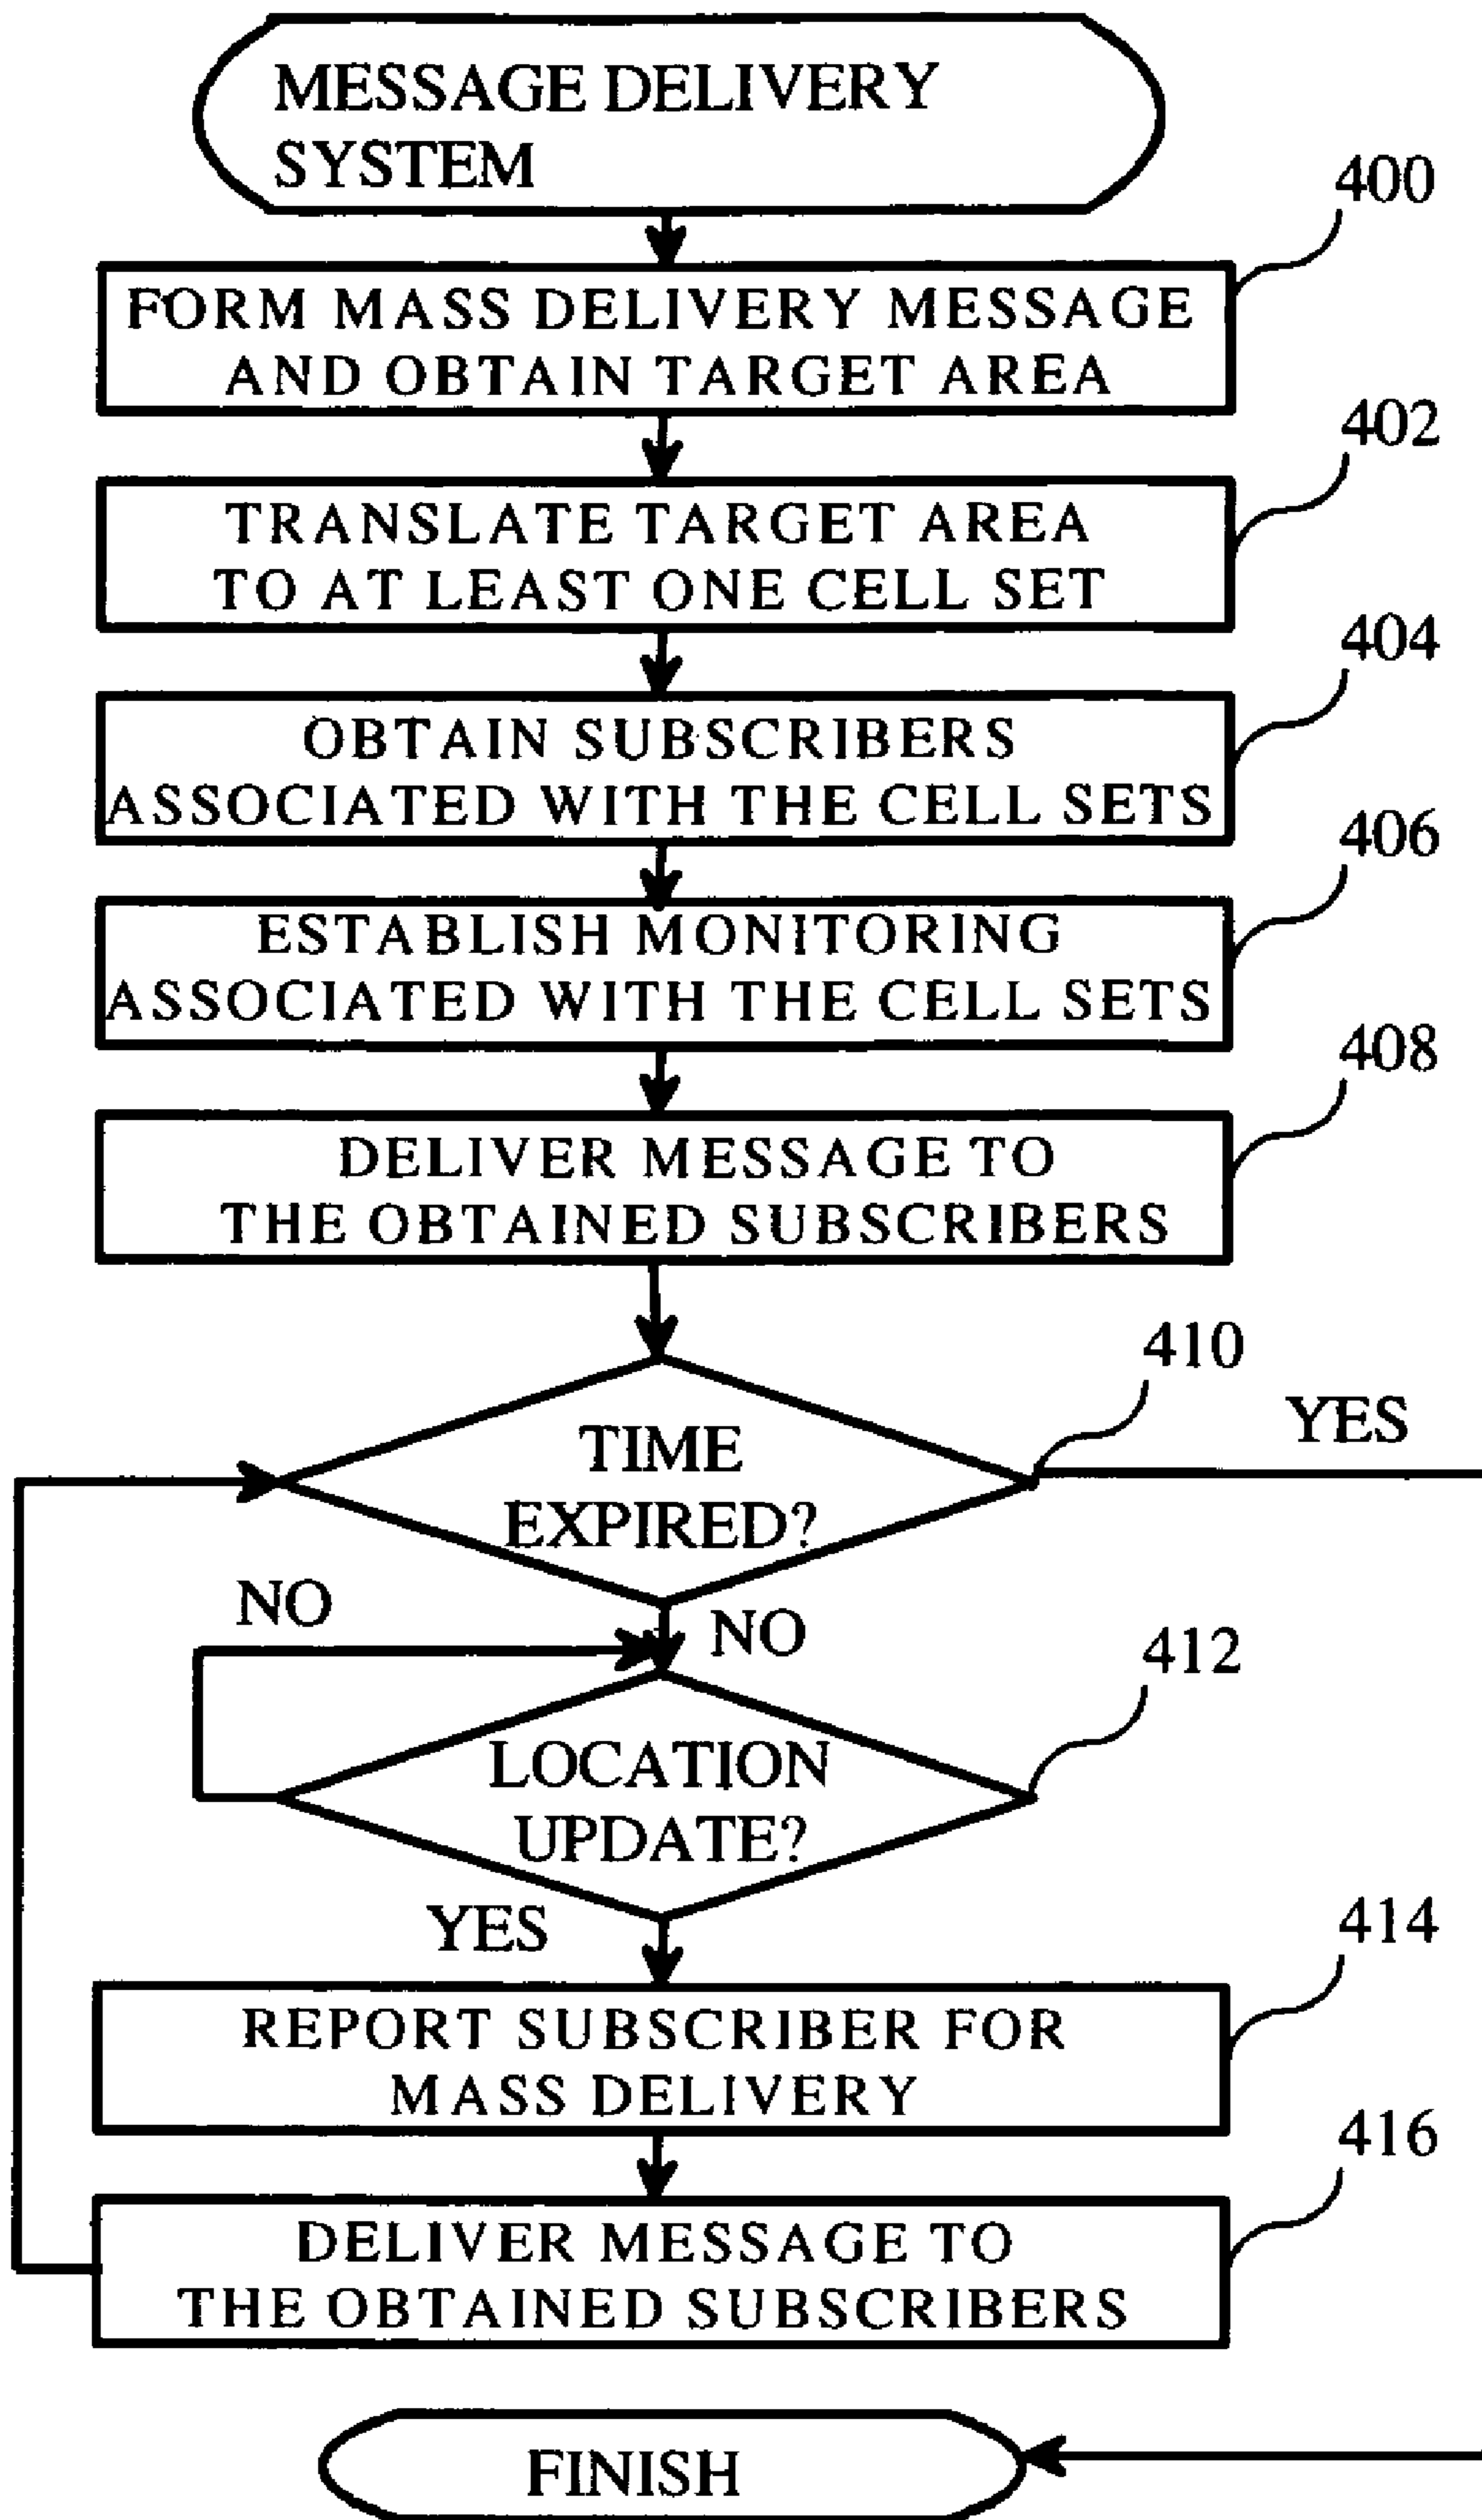 MESSAGE DELIVERY
SYSTEM
400
FORM MASS DELIVERY MESSAGE
AND OBTAIN TARGET AREA
402
TRANSLATE TARGET AREA
TO AT LEAST ONE CELL SET
404
OBTAIN SUBSCRIBERS
ASSOCIATED WITH THE CELL SETS
406
ESTABLISH MONITORING
ASSOCIATED WITH THE CELL SETS
408
DELIVER MESSAGE TO
THE OBTAINED SUBSCRIBERS
410
YES
TIME
EXPIRED?
NO
NO
412
LOCATION
UPDATE?
YES
414
REPORT SUBSCRIBER FOR
MASS DELIVERY
416
DELIVER MESSAGE TO
THE OBTAINED SUBSCRIBERS
FINISH